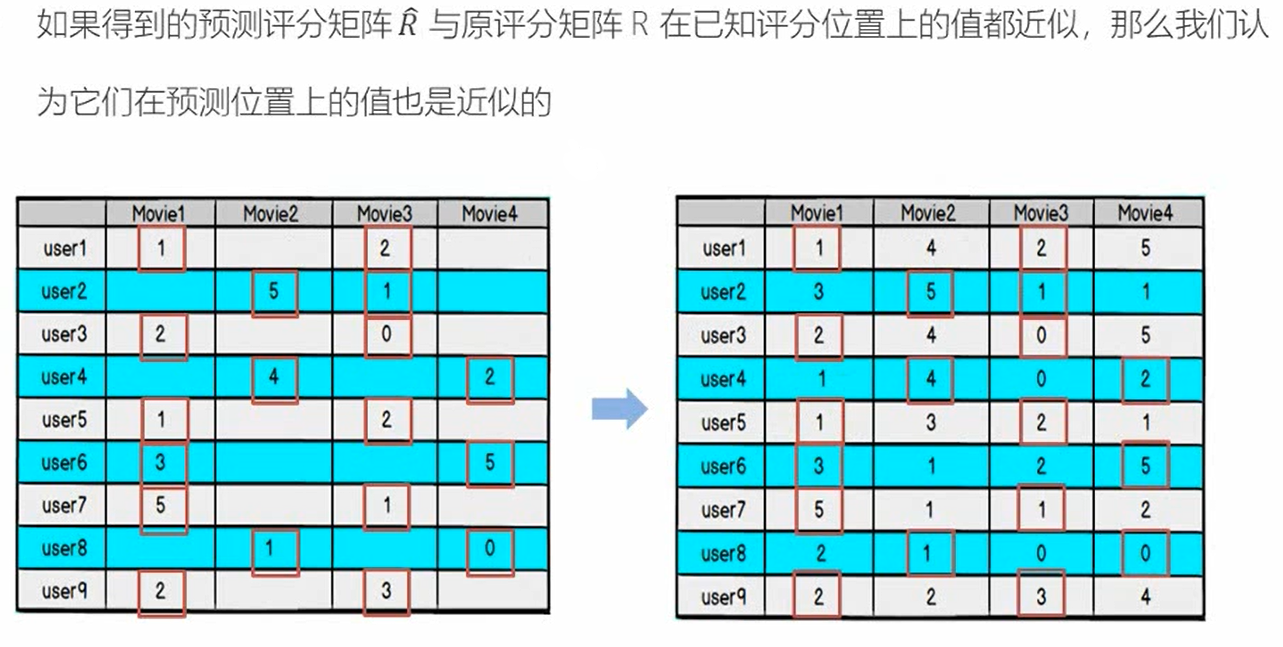 如果得到的预测评分矩阵 R̂ 与原评分矩阵 R 在已知评分位置上的值都近似，那么我们认
为它们在预测位置上的值也是近似的
Movie1 Movie2 Movie3 Movie4
user1 1 2
user2 5 1
user3 2 0
user4 4 2
user5 1 2
user6 3 5
user7 5 1
user8 1 0
user9 2 3
Movie1 Movie2 Movie3 Movie4
user1 1 4 2 5
user2 3 5 1 1
user3 2 4 0 5
user4 1 4 0 2
user5 1 3 2 1
user6 3 1 2 5
user7 5 1 1 2
user8 2 1 0 0
user9 2 2 3 4